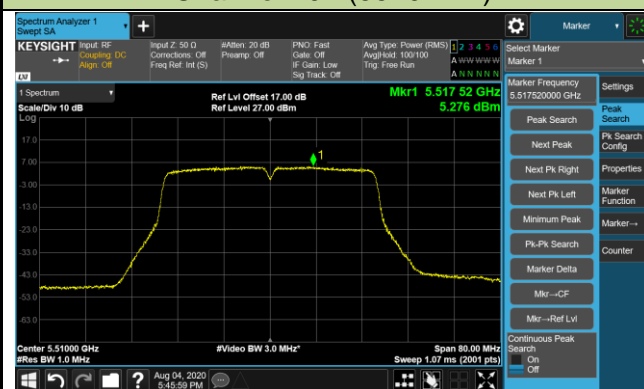 Spectrum Analyzer 1
Swept SA
Marker
KEYSIGHT
Input: RF
Coupling: DC
Align: Off
Input Z: 50 Ω
Corrections: Off
Freq Ref: Int (S)
#Atten: 20 dB
Preamp: Off
PNO: Fast
Gate: Off
IF Gain: Low
Sig Track: Off
Avg Type: Power (RMS)
Avg|Hold: 100/100
Trig: Free Run
1 2 3 4 5 6
A W W W W W
A N N N N N
LXI
Select Marker
Marker 1
1 Spectrum
Scale/Div 10 dB
Log
Ref Lvl Offset 17.00 dB
Ref Level 27.00 dBm
Mkr1 5.517 52 GHz
5.276 dBm
1
17.0
7.00
-3.00
-13.0
-23.0
-33.0
-43.0
-53.0
-63.0
Center 5.51000 GHz
#Res BW 1.0 MHz
#Video BW 3.0 MHz*
Span 80.00 MHz
Sweep 1.07 ms (2001 pts)
Marker Frequency
5.517520000 GHz
Peak Search
Next Peak
Next Pk Right
Next Pk Left
Minimum Peak
Pk-Pk Search
Marker Delta
Mkr→CF
Mkr→Ref Lvl
Continuous Peak
Search
On
Off
Settings
Peak
Search
Pk Search
Config
Properties
Marker
Function
Marker→
Counter
Aug 04, 2020
5:45:59 PM